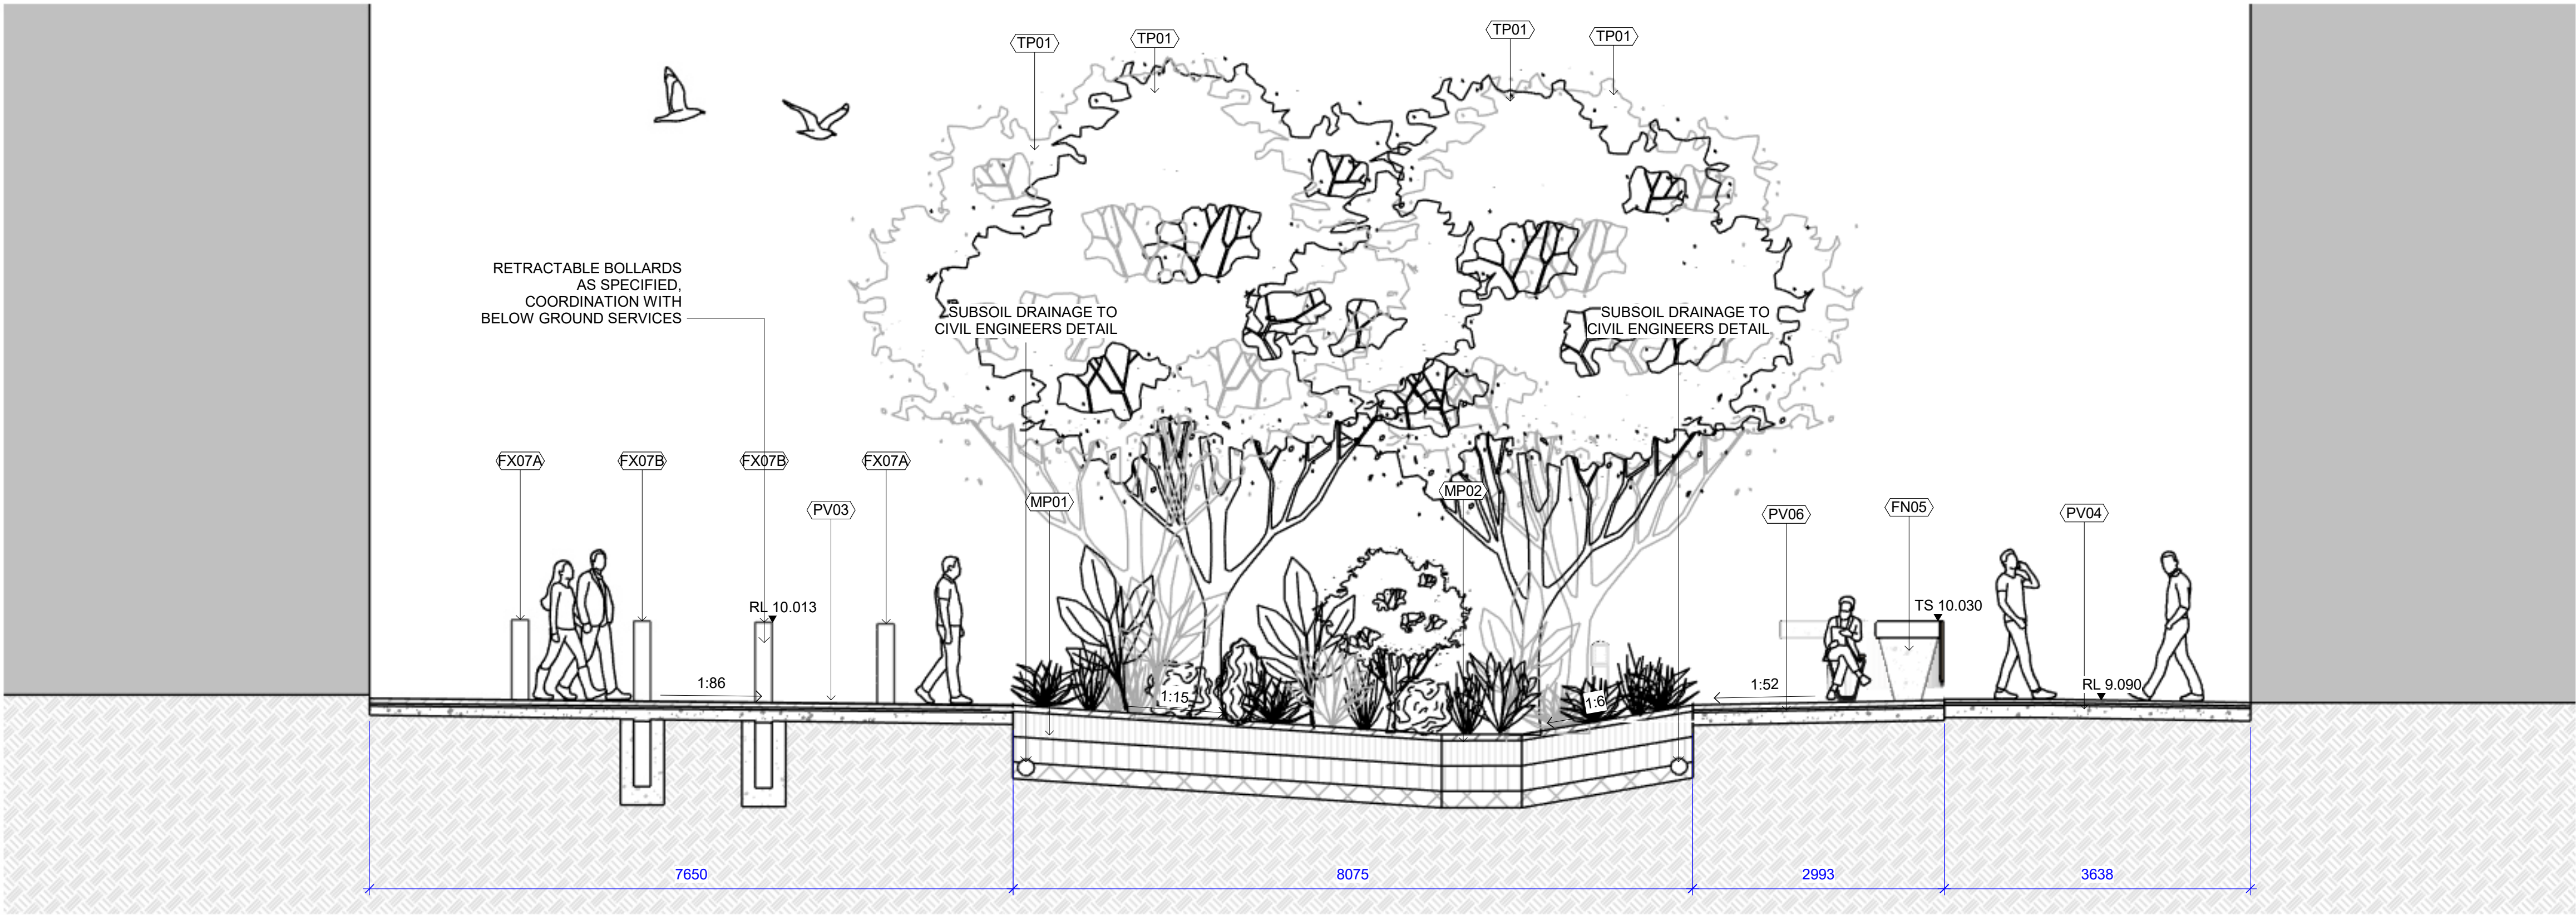 TP01
TP01
TP01
TP01
RETRACTABLE BOLLARDS
AS SPECIFIED,
COORDINATION WITH
BELOW GROUND SERVICES
SUBSOIL DRAINAGE TO
CIVIL ENGINEERS DETAIL
SUBSOIL DRAINAGE TO
CIVIL ENGINEERS DETAIL
FX07A
FX07B
FX07B
FX07A
MP01
MP02
PV03
PV06
FN05
PV04
RL 10.013
TS 10.030
1:86
1:15
1:6
1:52
RL 9.090
7650
8075
2993
3638